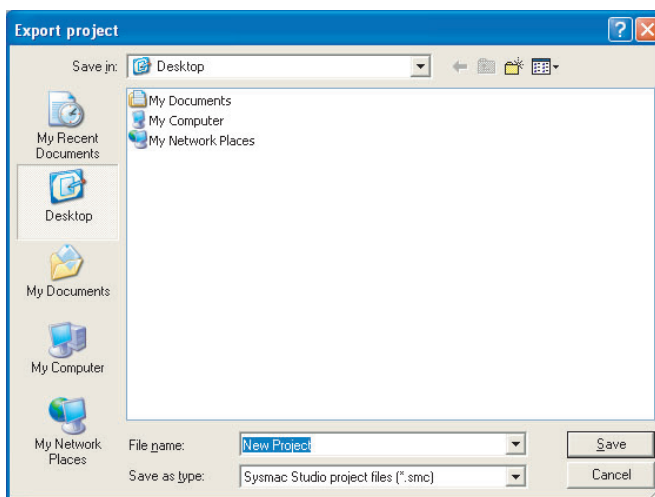 Export project
Save in:
Desktop
My Documents
My Computer
My Network Places
My Recent
Documents
Desktop
My Documents
My Computer
My Network
Places
File name:
New Project
Save
Save as type:
Sysmac Studio project files (*.smc)
Cancel